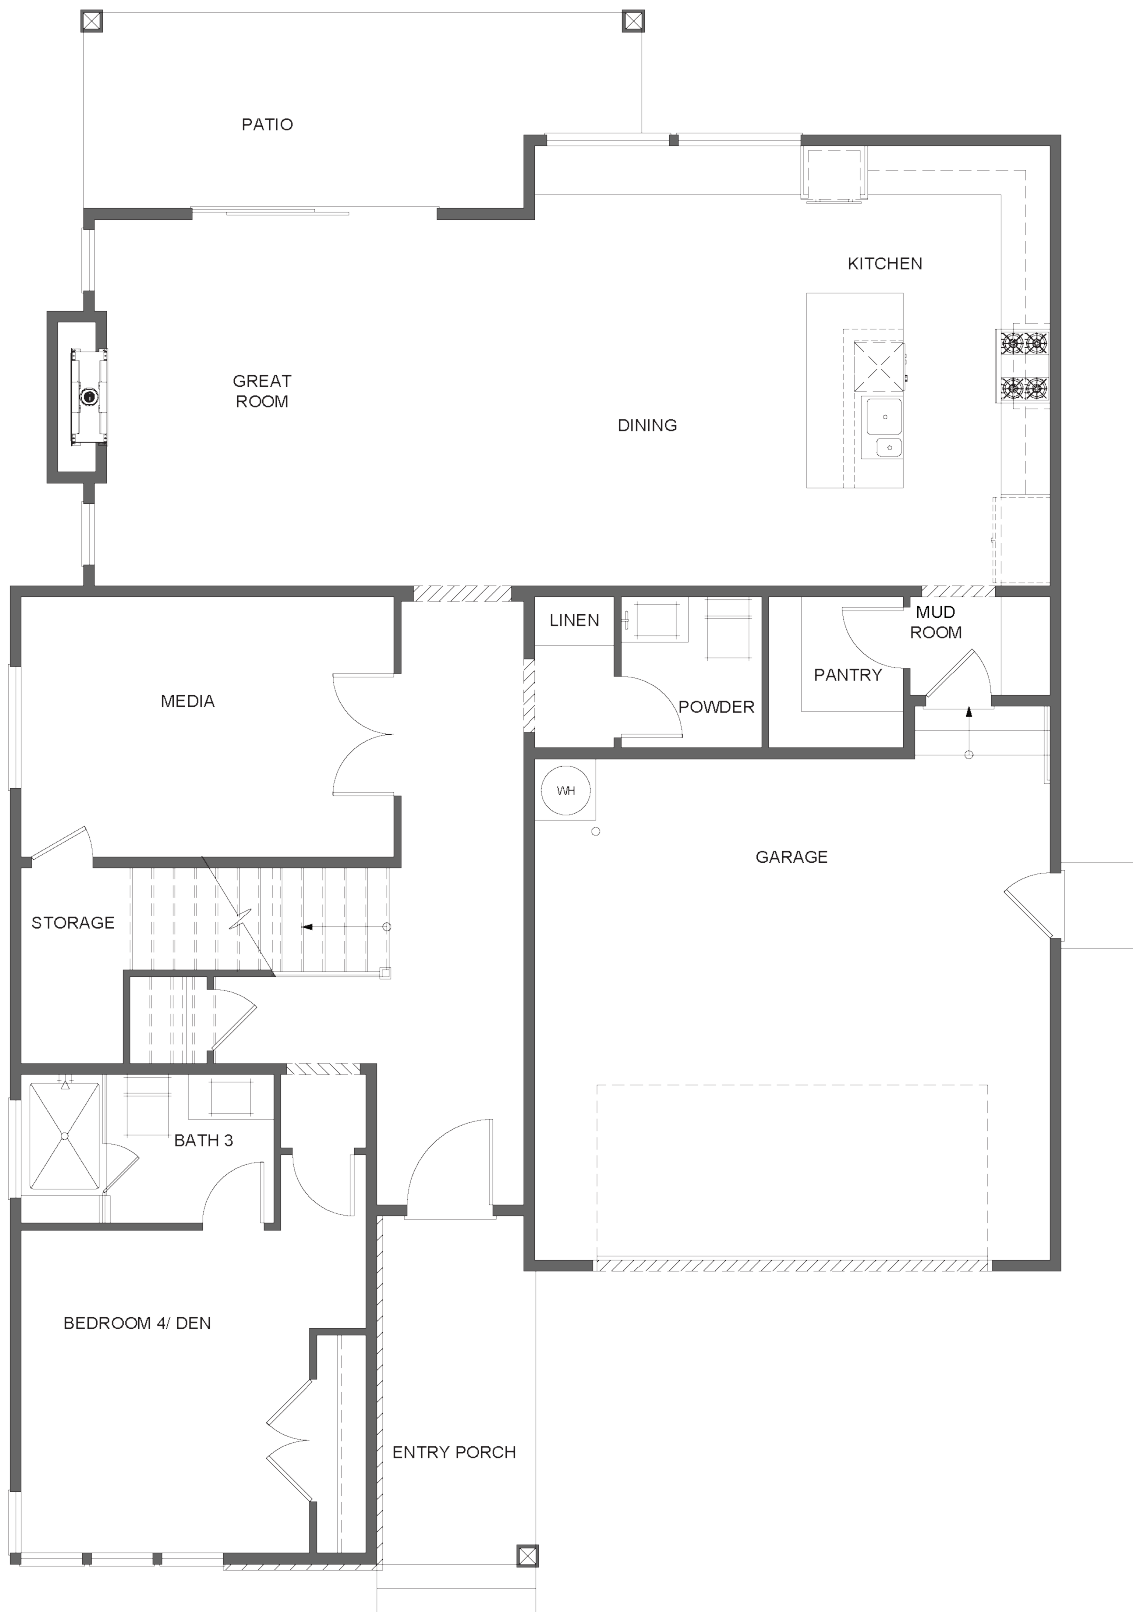 PATIO
KITCHEN
GREAT
ROOM
DINING
LINEN
MUD
ROOM
PANTRY
MEDIA
POWDER
WH
GARAGE
STORAGE
BATH 3
BEDROOM 4/ DEN
ENTRY PORCH